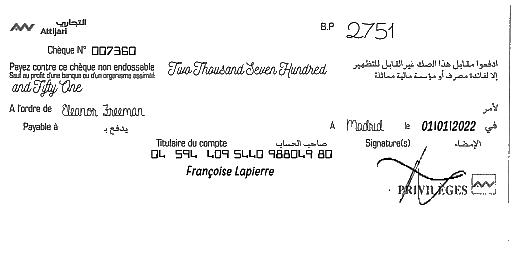 التجاري
Attijari
B.P 2751
Chèque N° 007360
Payez contre ce chèque non endossable
Seul au profit d'une banque ou d'un organisme assimilé
Two Thousand Seven Hundred
and Fifty One
ادفعوا مقابل هذا الصك غير القابل للتظهير
إلا لفائدة مصرف أو مؤسسة مالية مماثلة
A l'ordre de Eleanor Freeman لأمر
Payable à يدفع بـ
A Madrid le 01/01/2022 في
Titulaire du compte صاحب الحساب
Signature(s) الإمضاء
04 594 409 5440 988049 80
Françoise Lapierre
PRIVILÈGES